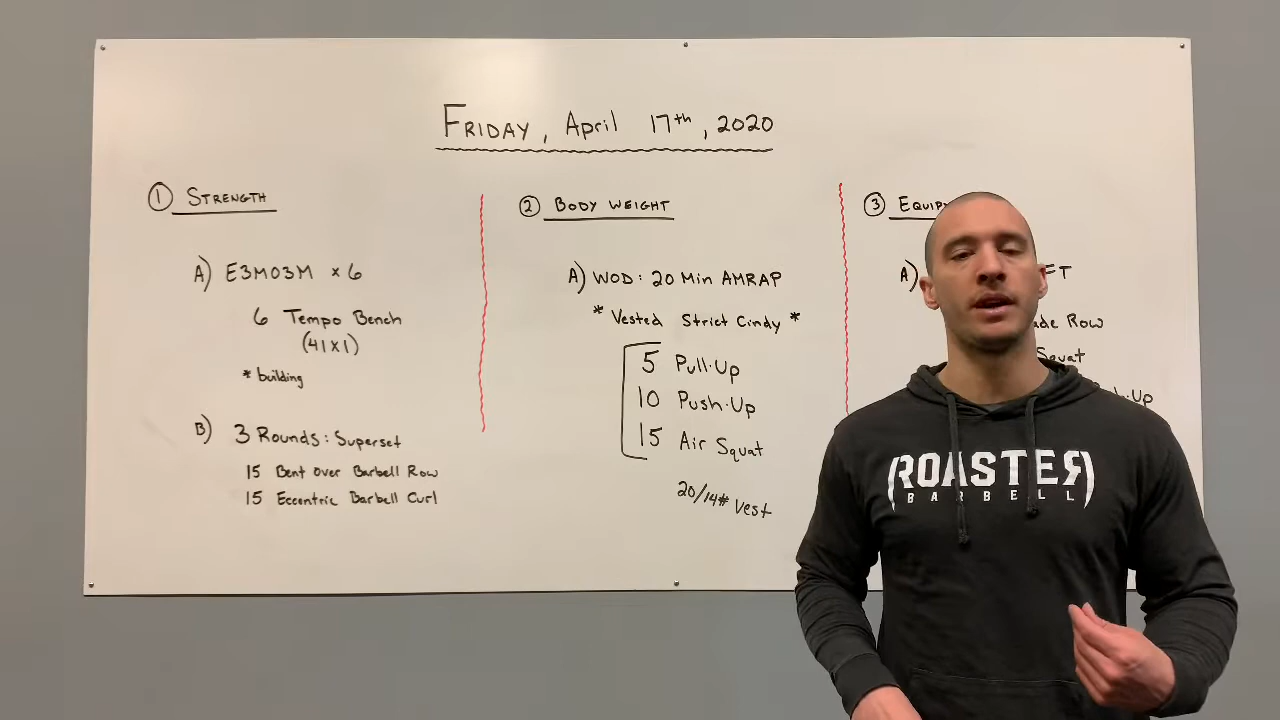 FRIDAY, April 17th, 2020
① STRENGTH
A) E3MO3M x 6
6 Tempo Bench
(41X1)
* building
B) 3 Rounds: Superset
15 Bent Over Barbell Row
15 Eccentric Barbell Curl
② BODY WEIGHT
A) WOD: 20 Min AMRAP
* Vested Strict Cindy *
5 Pull-Up
10 Push-Up
15 Air Squat
20/14# Vest
③
A)
Row
Squat
ROASTER
BARBELL